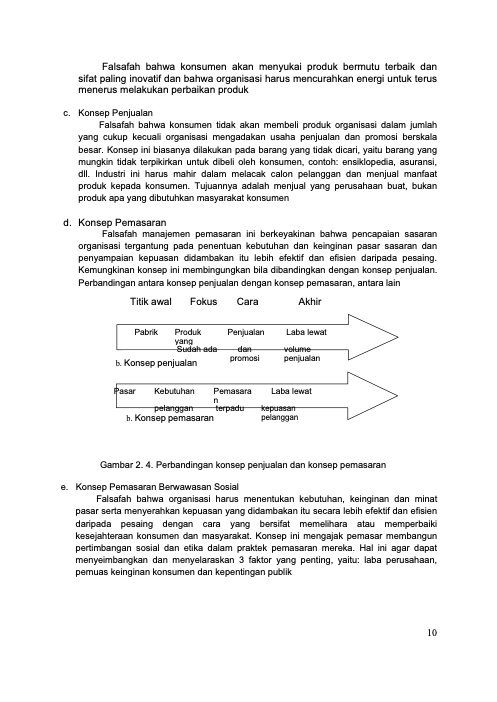 Falsafah bahwa konsumen akan menyukai produk bermutu terbaik dan
sifat paling inovatif dan bahwa organisasi harus mencurahkan energi untuk terus
menerus melakukan perbaikan produk
c. Konsep Penjualan
Falsafah bahwa konsumen tidak akan membeli produk organisasi dalam jumlah
yang cukup kecuali organisasi mengadakan usaha penjualan dan promosi berskala
besar. Konsep ini biasanya dilakukan pada barang yang tidak dicari, yaitu barang yang
mungkin tidak terpikirkan untuk dibeli oleh konsumen, contoh: ensiklopedia, asuransi,
dll. Industri ini harus mahir dalam melacak calon pelanggan dan menjual manfaat
produk kepada konsumen. Tujuannya adalah menjual yang perusahaan buat, bukan
produk apa yang dibutuhkan masyarakat konsumen
d. Konsep Pemasaran
Falsafah manajemen pemasaran ini berkeyakinan bahwa pencapaian sasaran
organisasi tergantung pada penentuan kebutuhan dan keinginan pasar sasaran dan
penyampaian kepuasan didambakan itu lebih efektif dan efisien daripada pesaing.
Kemungkinan konsep ini membingungkan bila dibandingkan dengan konsep penjualan.
Perbandingan antara konsep penjualan dengan konsep pemasaran, antara lain
Titik awal Fokus Cara Akhir
Pabrik Produk Penjualan Laba lewat
yang
Sudah ada dan volume
promosi penjualan
b. Konsep penjualan
Pasar Kebutuhan Pemasara Laba lewat
n
pelanggan terpadu kepuasan
b. Konsep pemasaran pelanggan
Gambar 2. 4. Perbandingan konsep penjualan dan konsep pemasaran
e. Konsep Pemasaran Berwawasan Sosial
Falsafah bahwa organisasi harus menentukan kebutuhan, keinginan dan minat
pasar serta menyerahkan kepuasan yang didambakan itu secara lebih efektif dan efisien
daripada pesaing dengan cara yang bersifat memelihara atau memperbaiki
kesejahteraan konsumen dan masyarakat. Konsep ini mengajak pemasar membangun
pertimbangan sosial dan etika dalam praktek pemasaran mereka. Hal ini agar dapat
menyeimbangkan dan menyelaraskan 3 faktor yang penting, yaitu: laba perusahaan,
pemuas keinginan konsumen dan kepentingan publik
10